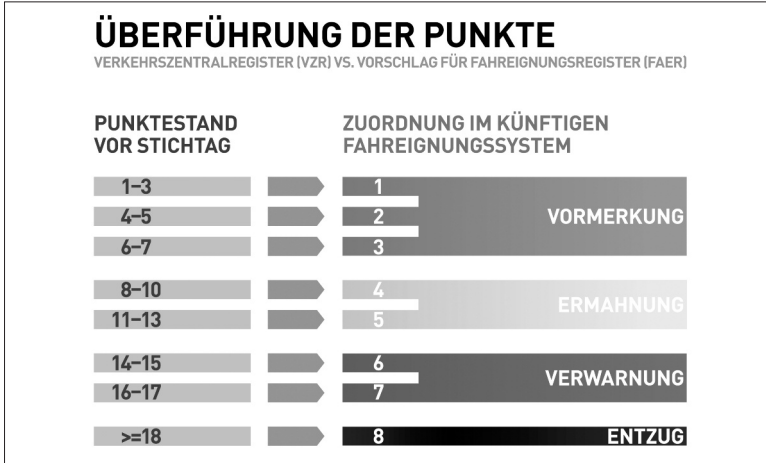 ÜBERFÜHRUNG DER PUNKTE
VERKEHRSZENTRALREGISTER (VZR) VS. VORSCHLAG FÜR FAHREIGNUNGSREGISTER (FAER)
PUNKTESTAND
VOR STICHTAG
ZUORDNUNG IM KÜNFTIGEN
FAHREIGNUNGSSYSTEM
1–3 1
4–5 2 VORMERKUNG
6–7 3
8–10 4
ERMAHNUNG
11–13 5
14–15 6
VERWARNUNG
16–17 7
>=18 8 ENTZUG